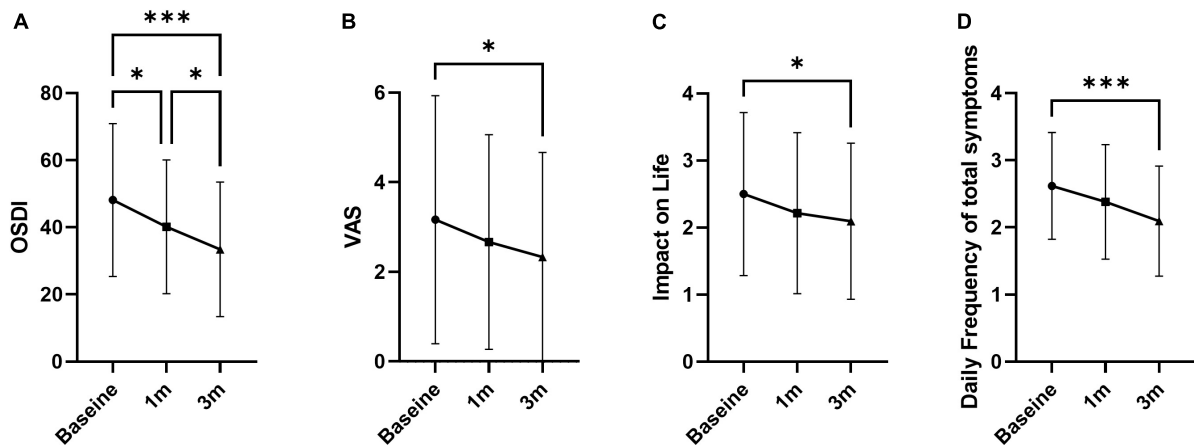 A
***
*
*
80
60
40
20
0
OSDI
Baseine
1m
3m
B
*
6
4
2
0
VAS
Baseine
1m
3m
C
*
4
3
2
1
0
Impact on Life
Baseine
1m
3m
D
***
4
3
2
1
0
Daily Frequency of total symptoms
Baseine
1m
3m